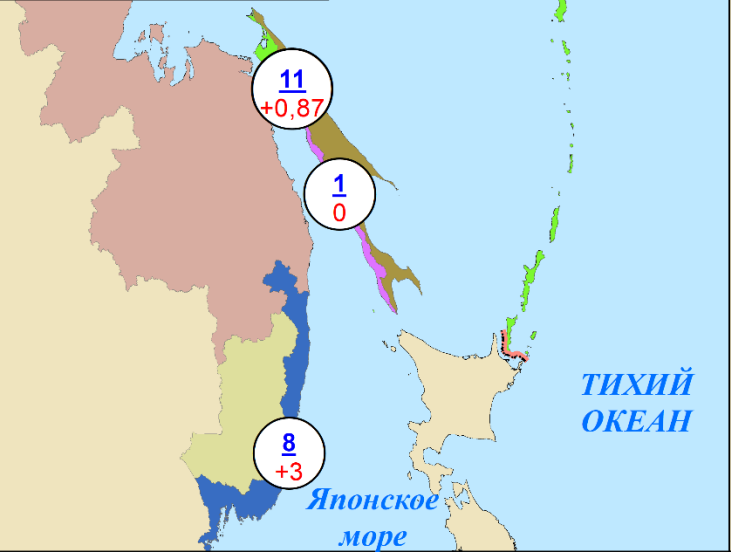 11
+0,87
1
0
ТИХИЙ
ОКЕАН
8
+3
Японское
море